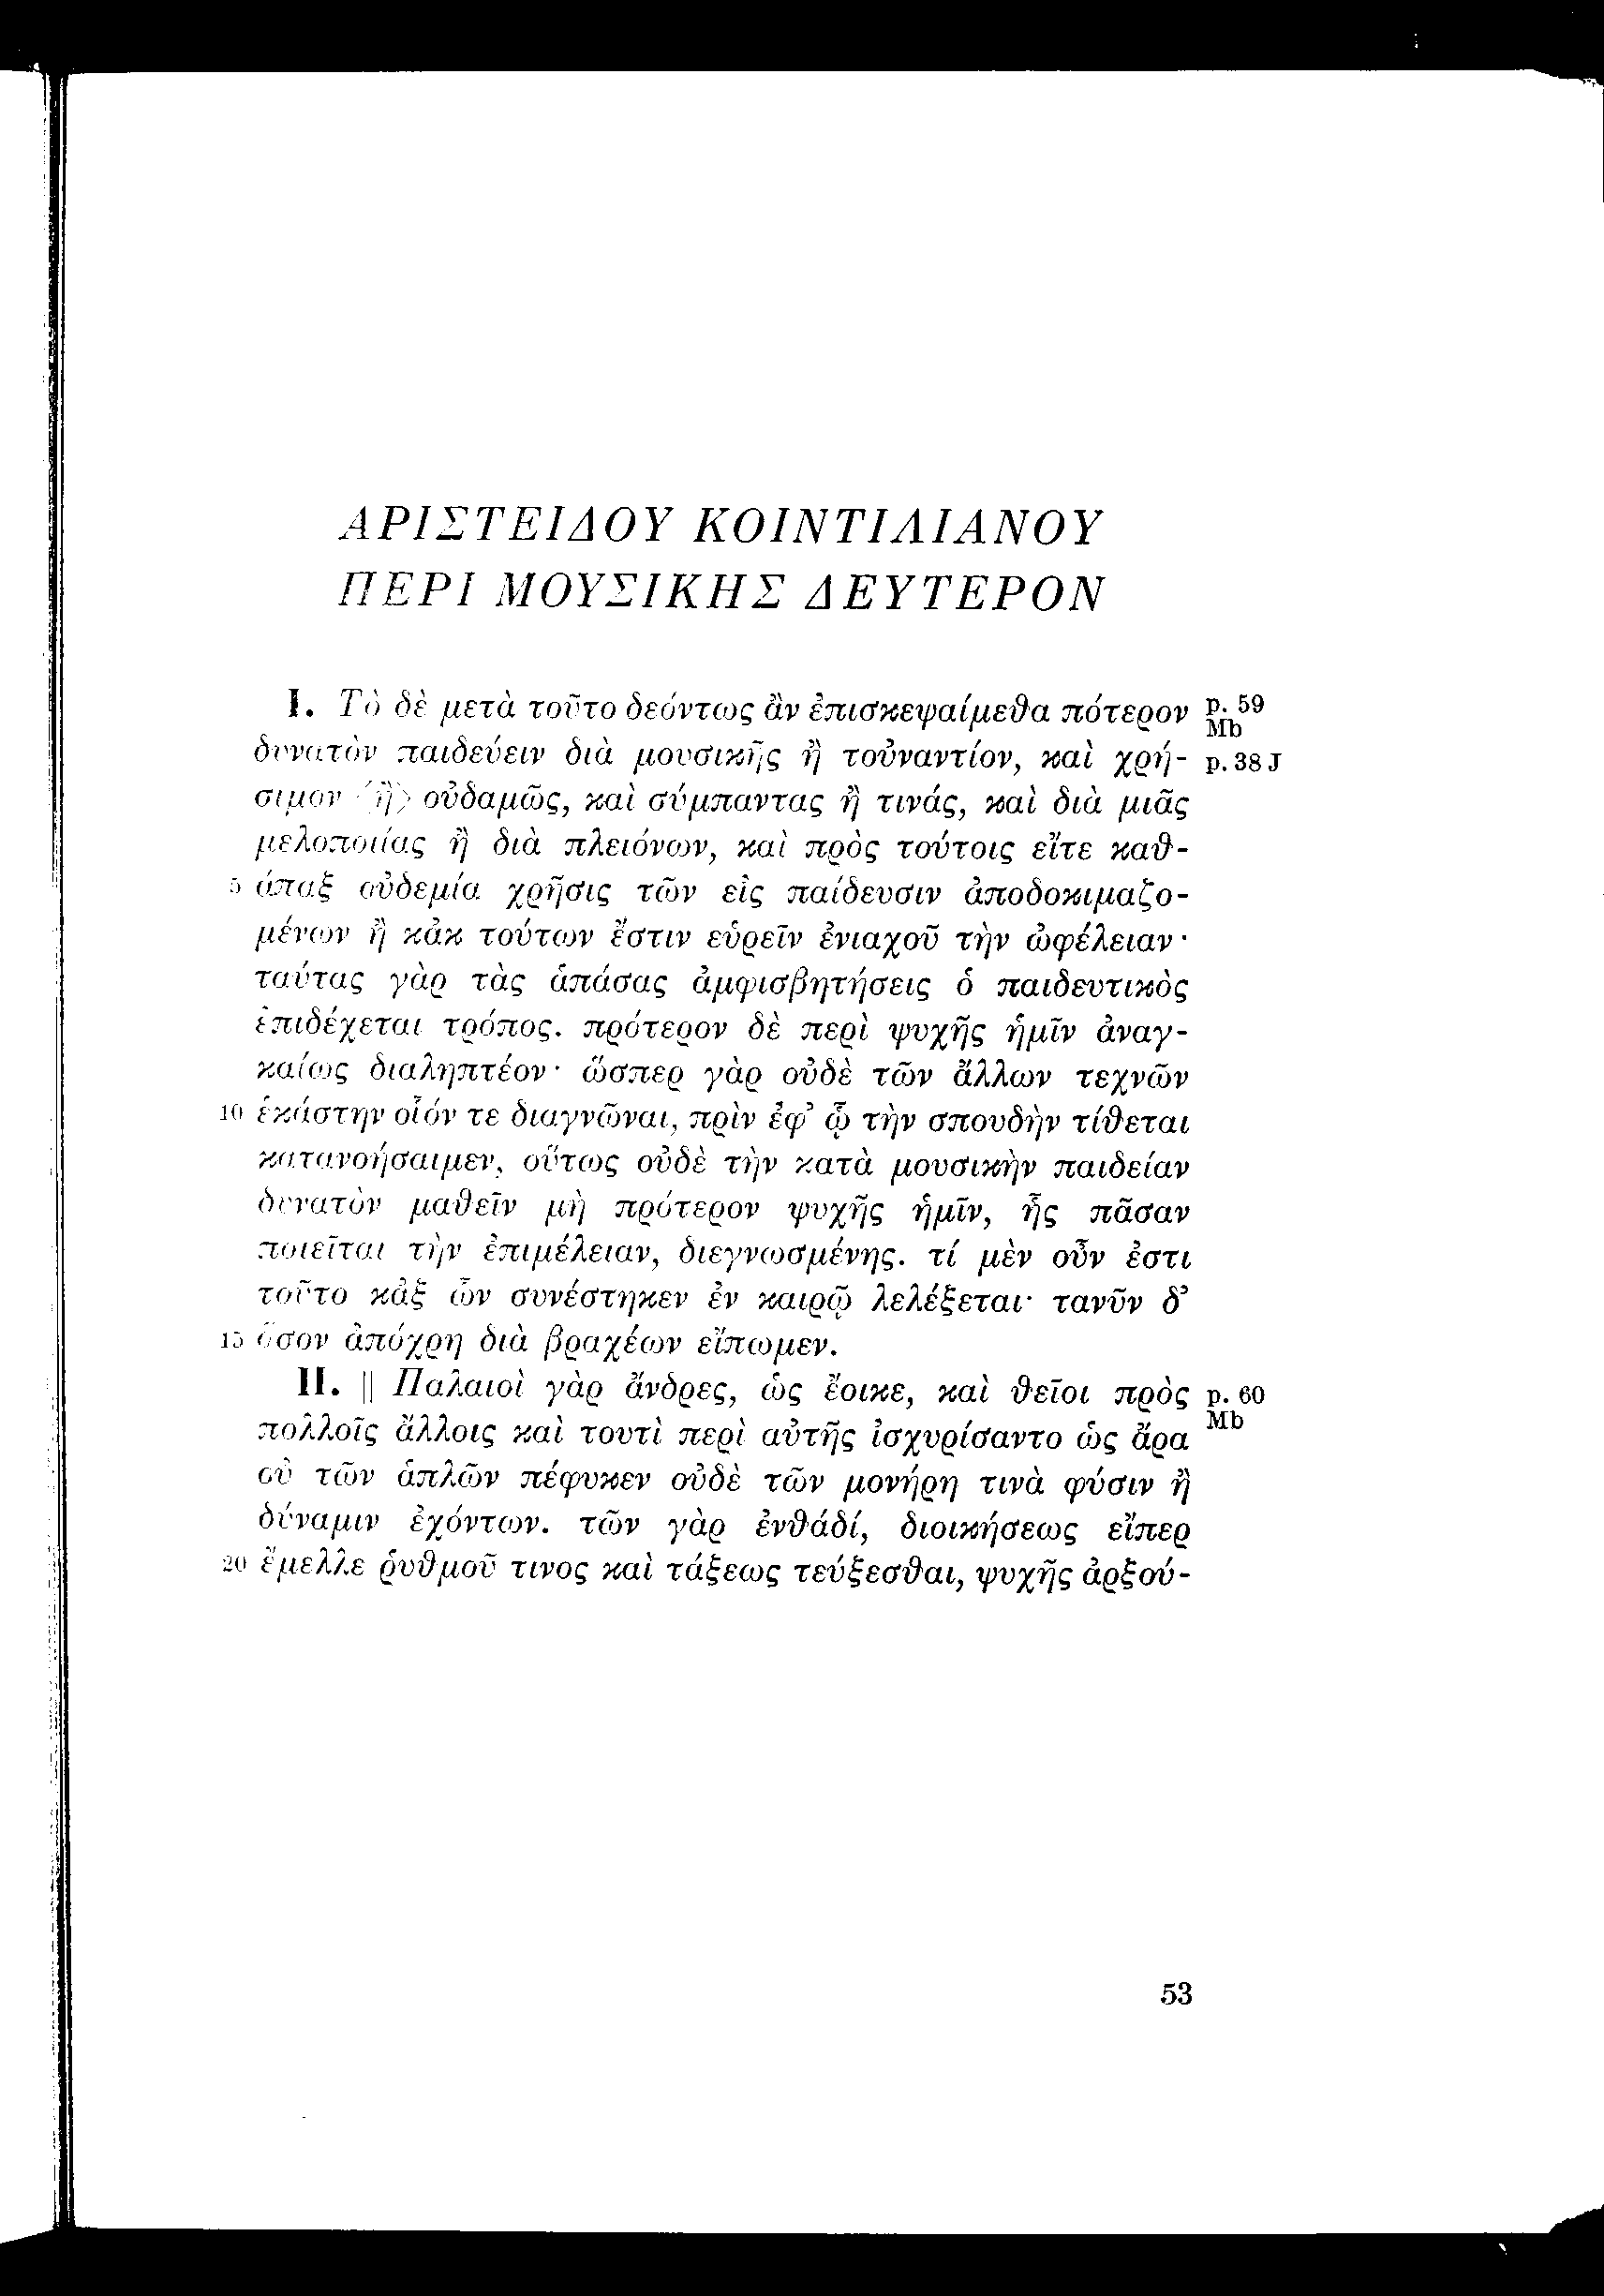 ΑΡΙΣΤΕΙΔΟΥ ΚΟΙΝΤΙΛΙΑΝΟΥ
ΠΕΡΙ ΜΟΥΣΙΚΗΣ ΔΕΥΤΕΡΟΝ
I. Τὸ δὲ μετὰ τοῦτο δεόντως ἂν ἐπισκεψαίμεθα πότερον p. 59 Mb
δυνατὸν παιδεύειν διὰ μουσικῆς ἢ τοὐναντίον, καὶ χρή- p. 38 J
σιμον ⟨ἢ⟩ οὐδαμῶς, καὶ σύμπαντας ἢ τινάς, καὶ διὰ μιᾶς
μελοποιίας ἢ διὰ πλειόνων, καὶ πρὸς τούτοις εἴτε καθ-
5 άπαξ οὐδεμία χρῆσις τῶν εἰς παίδευσιν ἀποδοκιμαζο-
μένων ἢ κἀκ τούτων ἔστιν εὑρεῖν ἐνιαχοῦ τὴν ὠφέλειαν·
ταύτας γὰρ τὰς ἁπάσας ἀμφισβητήσεις ὁ παιδευτικὸς
ἐπιδέχεται τρόπος. πρότερον δὲ περὶ ψυχῆς ἡμῖν ἀναγ-
καίως διαληπτέον· ὥσπερ γὰρ οὐδὲ τῶν ἄλλων τεχνῶν
10 ἑκάστην οἷόν τε διαγνῶναι, πρὶν ἐφ’ ᾧ τὴν σπουδὴν τίθεται
κατανοήσαιμεν, οὕτως οὐδὲ τὴν κατὰ μουσικὴν παιδείαν
δυνατὸν μαθεῖν μὴ πρότερον ψυχῆς ἡμῖν, ἧς πᾶσαν
ποιεῖται τὴν ἐπιμέλειαν, διεγνωσμένης. τί μὲν οὖν ἐστι
τοῦτο κἀξ ὧν συνέστηκεν ἐν καιρῷ λελέξεται· τανῦν δ’
15 ὅσον ἀπόχρη διὰ βραχέων εἴπωμεν.
II. || Παλαιοὶ γὰρ ἄνδρες, ὡς ἔοικε, καὶ θεῖοι πρὸς p. 60 Mb
πολλοῖς ἄλλοις καὶ τουτὶ περὶ αὐτῆς ἰσχυρίσαντο ὡς ἄρα
οὐ τῶν ἁπλῶν πέφυκεν οὐδὲ τῶν μονήρη τινὰ φύσιν ἢ
δύναμιν ἐχόντων. τῶν γὰρ ἐνθάδί, διοικήσεως εἴπερ
20 ἔμελλε ῥυθμοῦ τινος καὶ τάξεως τεύξεσθαι, ψυχῆς ἀρξού-
53